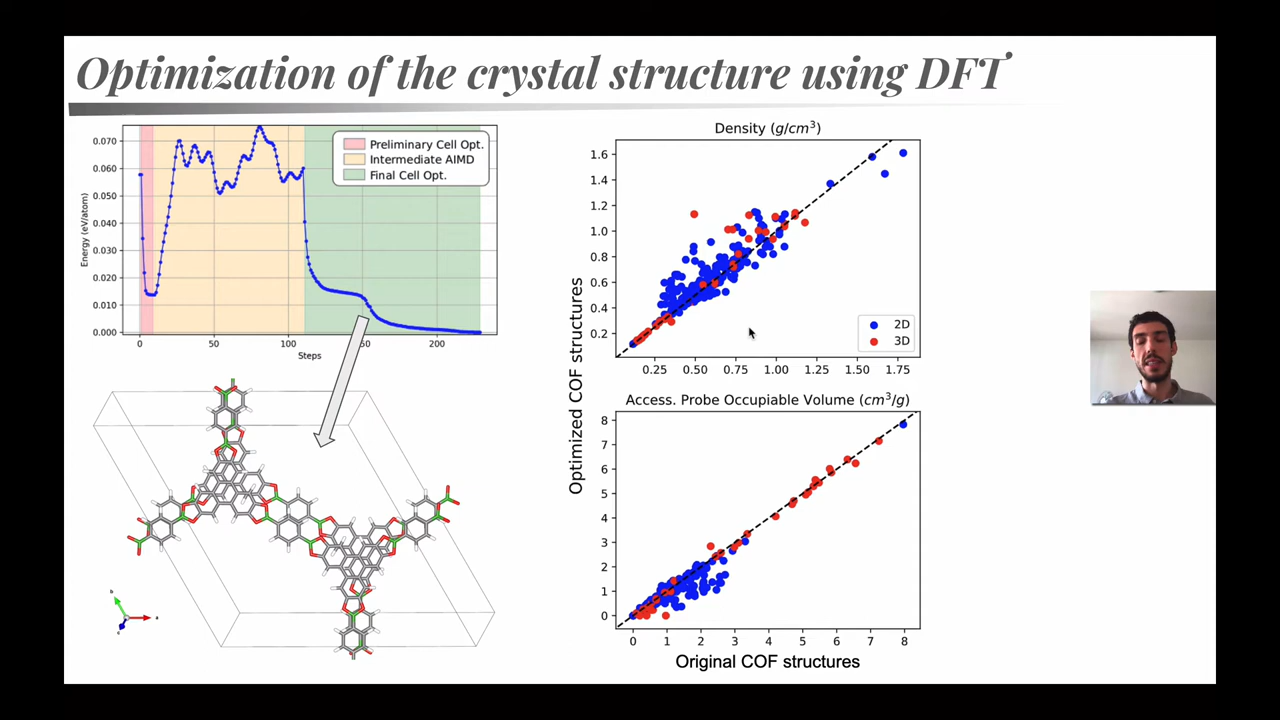 Optimization of the crystal structure using DFT
0.070
0.060
0.050
0.040
0.030
0.020
0.010
0.000
Energy (eV/atom)
Preliminary Cell Opt.
Intermediate AIMD
Final Cell Opt.
0 50 100 50 200
Steps
b
a
c
Density (g/cm³)
1.6
1.4
1.2
1.0
0.8
0.6
0.4
0.2
2D
3D
0.25 0.50 0.75 1.00 1.25 1.50 1.75
Optimized COF structures
Access. Probe Occupiable Volume (cm³/g)
8
7
6
5
4
3
2
1
0
0 1 2 3 4 5 6 7 8
Original COF structures